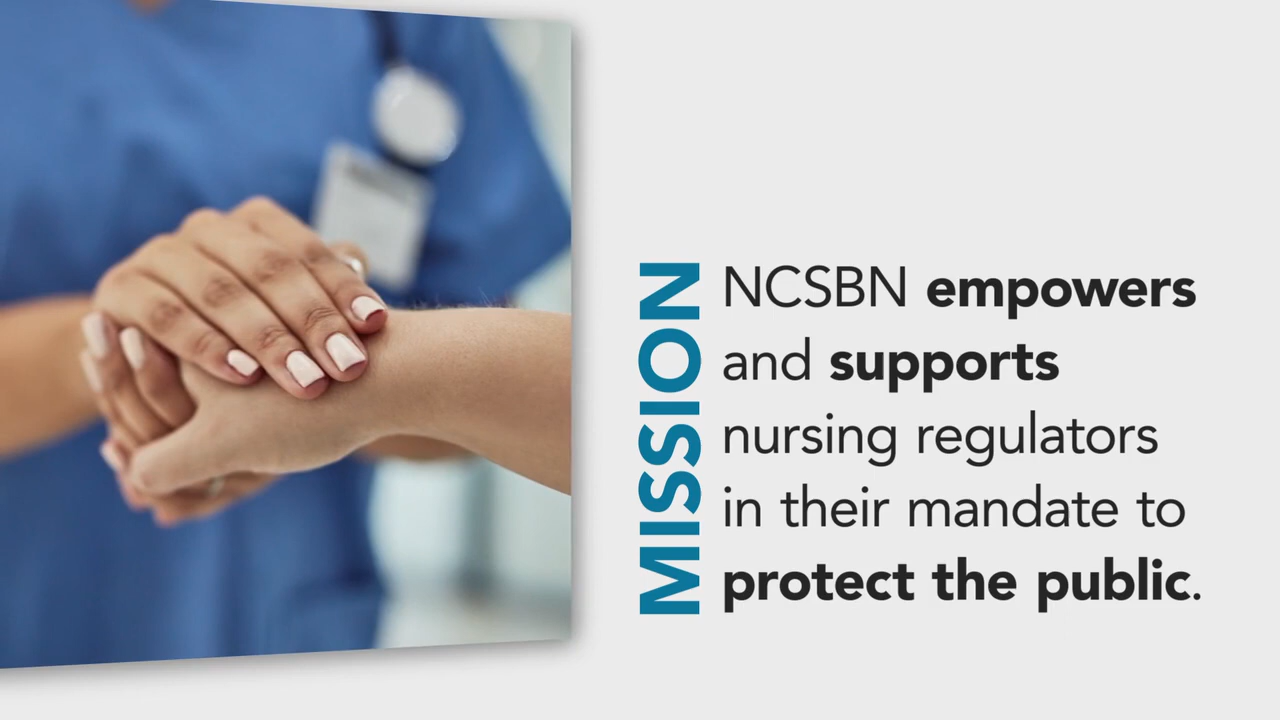 MISSION
NCSBN empowers
and supports
nursing regulators
in their mandate to
protect the public.